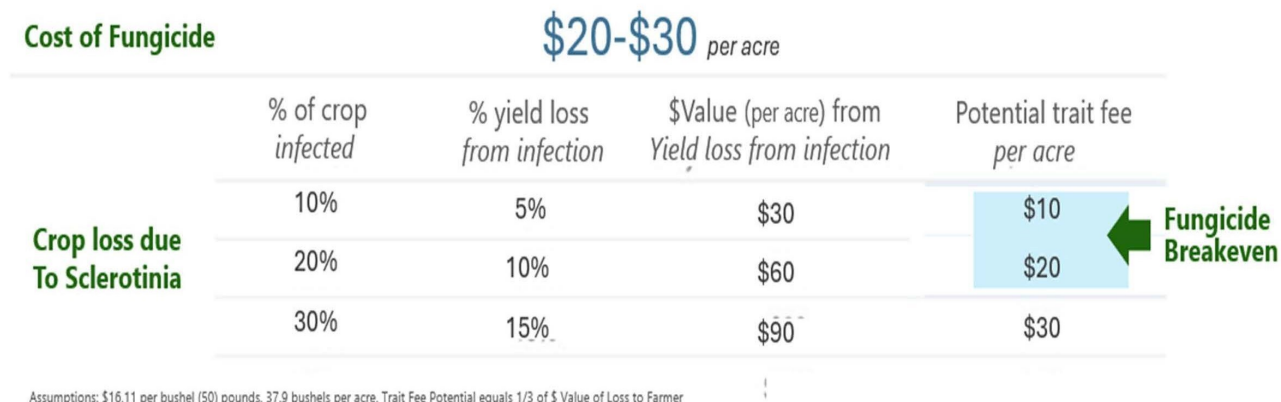 Cost of Fungicide
$20-$30 per acre
% of crop infected
% yield loss from infection
$Value (per acre) from Yield loss from infection
Potential trait fee per acre
Crop loss due To Sclerotinia
10% 5% $30 $10
20% 10% $60 $20
30% 15% $90 $30
Fungicide Breakeven
Assumptions: $16.11 per bushel (50) pounds, 37.9 bushels per acre. Trait Fee Potential equals 1/3 of $ Value of Loss to Farmer